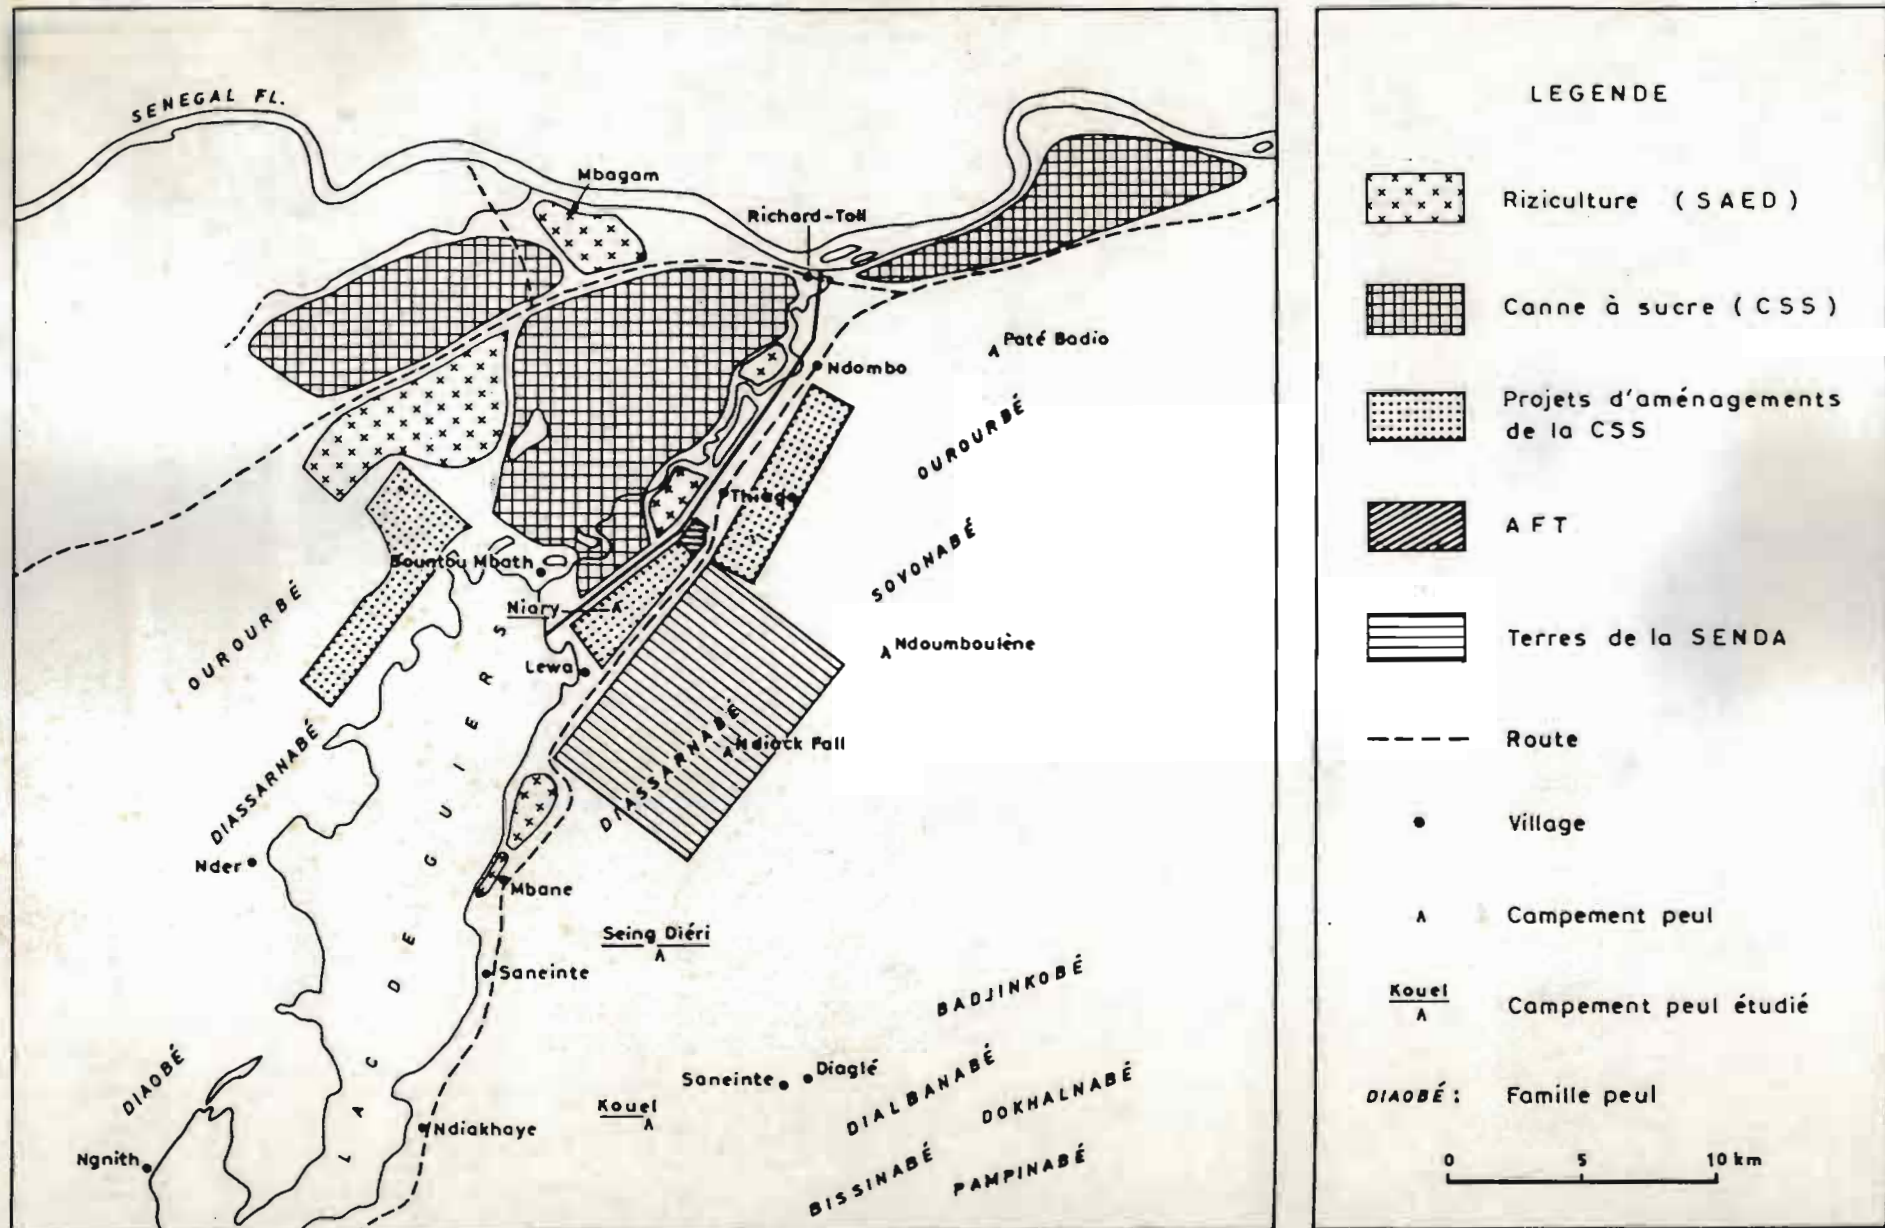 SENEGAL FL.
Mbagam
Richard-Toll
Paté Badio
Ndombo
OUROURBÉ
Thiago
SOVONABÉ
Bountou Mbath
Niary
OUROURBÉ
Ndoumboulène
Lewa
DIASSARNABÉ
Ndiack Fall
DIASSARNABÉ
Nder
Mbane
LAC DE GUIERS
Seing Diéri
Saneinte
BADJINKOBÉ
Saneinte
Diaglé
DIALBANABÉ
DOKHALNABÉ
DIAOBÉ
Kouel
Ndiakhaye
Ngnith
BISSINABÉ
PAMPINABÉ
LEGENDE
Riziculture (SAED)
Canne à sucre (CSS)
Projets d'aménagements
de la CSS
AFT
Terres de la SENDA
Route
Village
Campement peul
Kouel
Campement peul étudié
DIAOBÉ : Famille peul
0 5 10 km